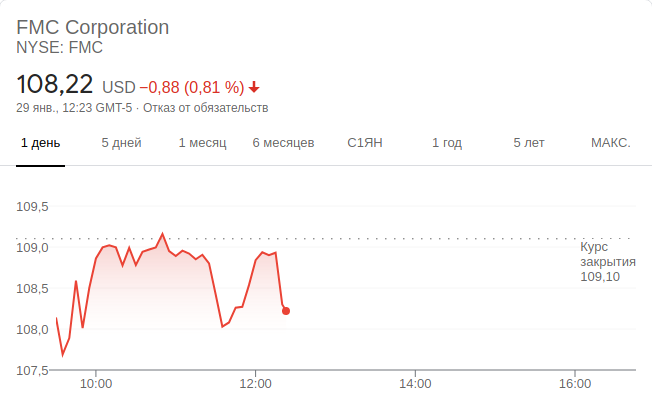 FMC Corporation
NYSE: FMC
108,22 USD −0,88 (0,81 %)
29 янв., 12:23 GMT-5 · Отказ от обязательств
1 день 5 дней 1 месяц 6 месяцев С1ЯН 1 год 5 лет МАКС.
109,5
109,0
108,5
108,0
107,5
Курс
закрытия
109,10
10:00 12:00 14:00 16:00